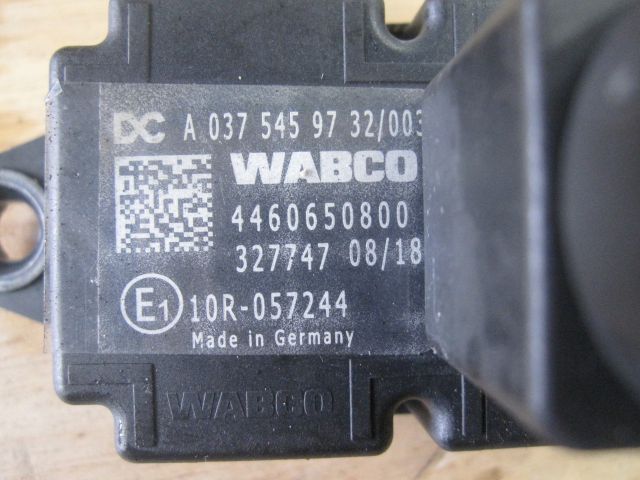 DC A 037 545 97 32/003
WABCO
4460650800
327747 08/18
E1 10R-057244
Made in Germany
WABCO